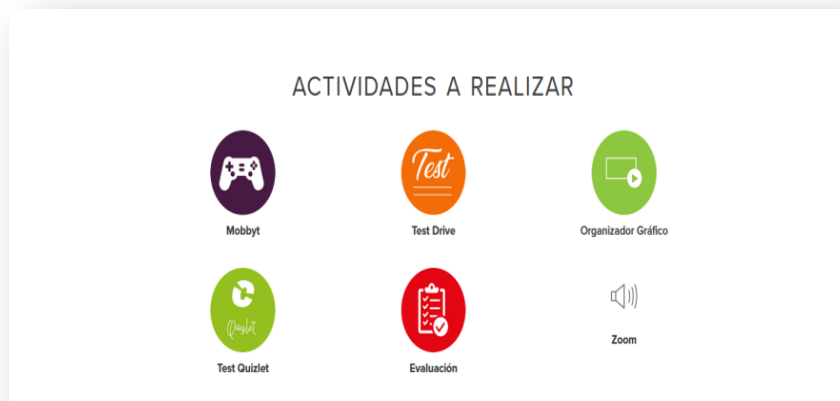 ACTIVIDADES A REALIZAR
Test
Mobbyt
Test Drive
Organizador Gráfico
Quizlet
Test Quizlet
Evaluación
Zoom